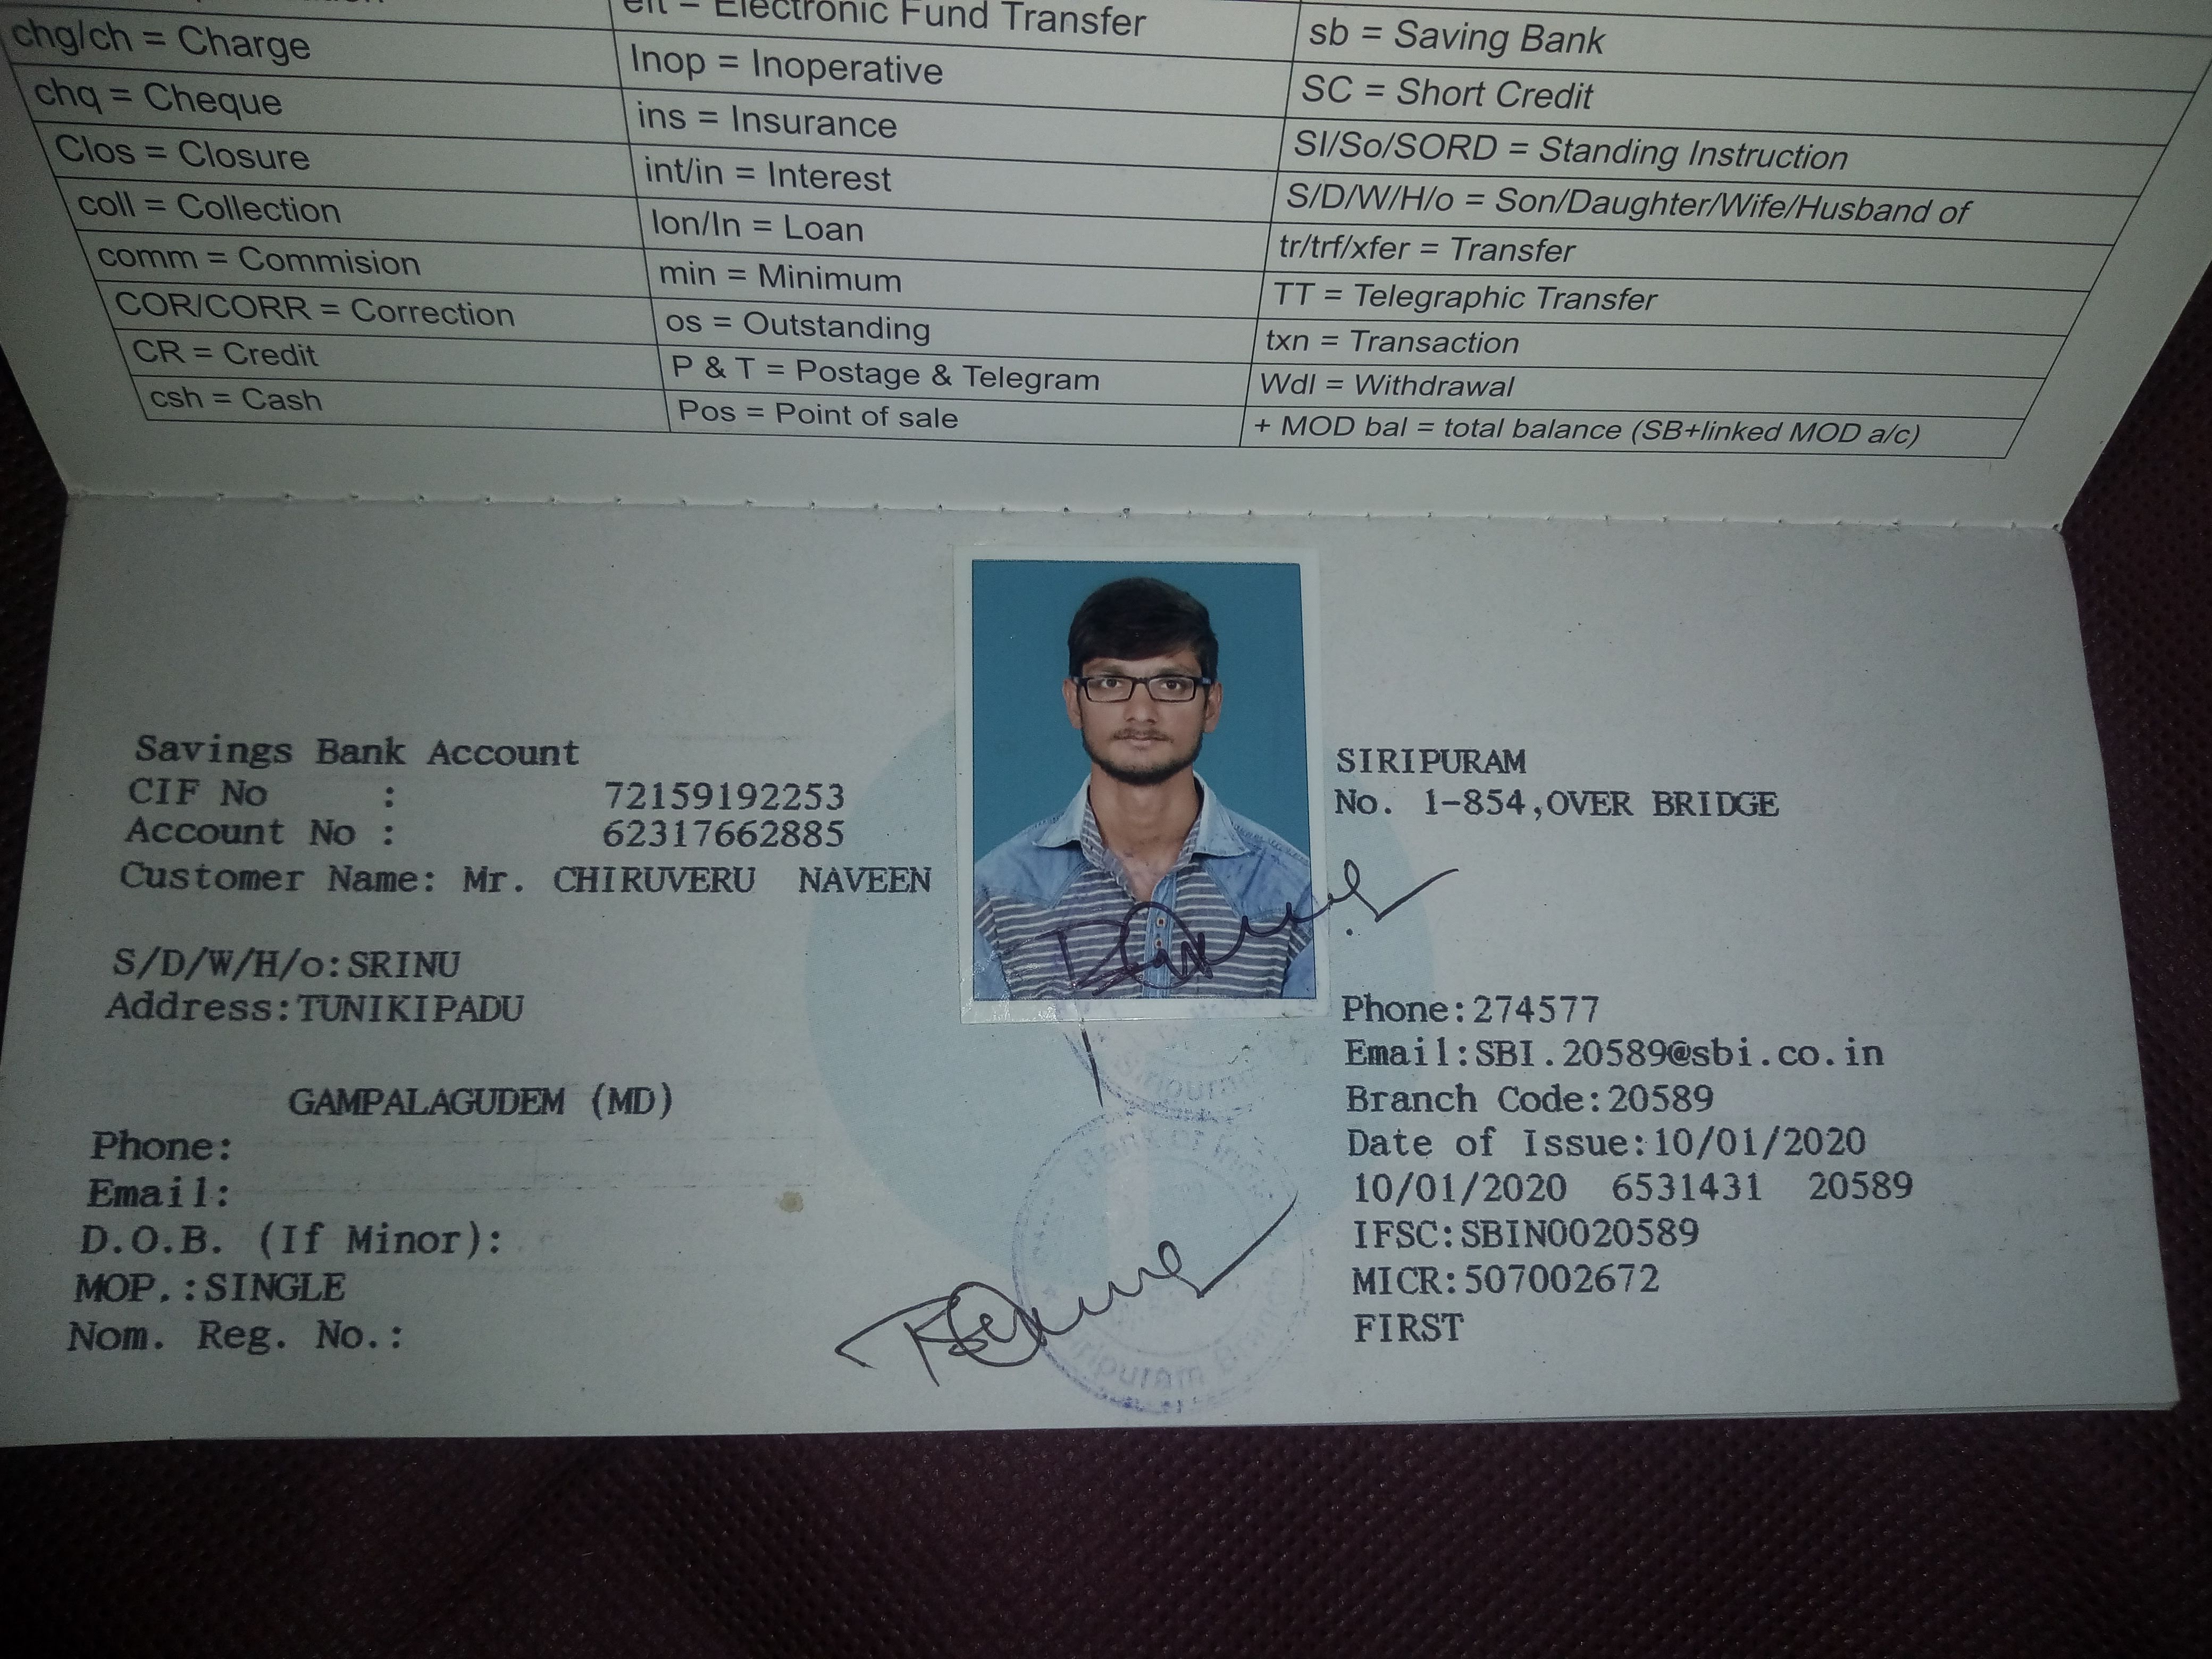 eft = Electronic Fund Transfer
sb = Saving Bank
chg/ch = Charge
Inop = Inoperative
SC = Short Credit
chq = Cheque
ins = Insurance
SI/So/SORD = Standing Instruction
Clos = Closure
int/in = Interest
S/D/W/H/o = Son/Daughter/Wife/Husband of
coll = Collection
lon/ln = Loan
tr/trf/xfer = Transfer
comm = Commision
min = Minimum
TT = Telegraphic Transfer
COR/CORR = Correction
os = Outstanding
txn = Transaction
CR = Credit
P & T = Postage & Telegram
Wdl = Withdrawal
csh = Cash
Pos = Point of sale
+ MOD bal = total balance (SB+linked MOD a/c)
Savings Bank Account
CIF No : 72159192253
Account No : 62317662885
Customer Name: Mr. CHIRUVERU NAVEEN
S/D/W/H/o:SRINU
Address:TUNIKIPADU
GAMPALAGUDEM (MD)
Phone:
Email:
D.O.B. (If Minor):
MOP.:SINGLE
Nom. Reg. No.:
SIRIPURAM
No. 1-854,OVER BRIDGE
Phone:274577
Email:SBI.20589@sbi.co.in
Branch Code:20589
Date of Issue:10/01/2020
10/01/2020 6531431 20589
IFSC:SBIN0020589
MICR:507002672
FIRST
Bank of India
Siripuram